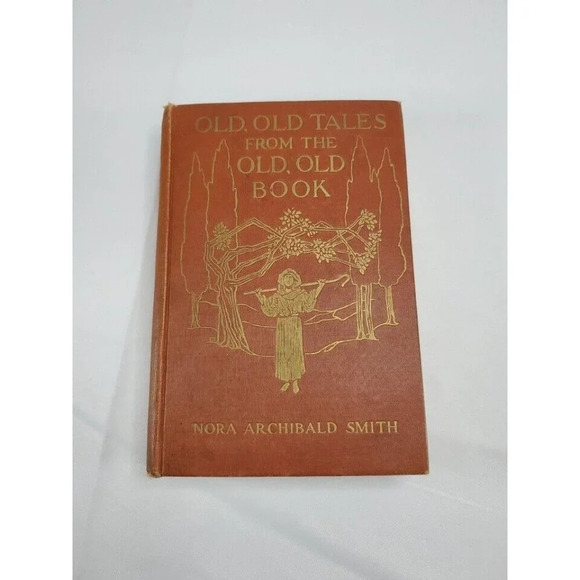 OLD, OLD TALES
FROM THE
OLD, OLD
BOOK
NORA ARCHIBALD SMITH